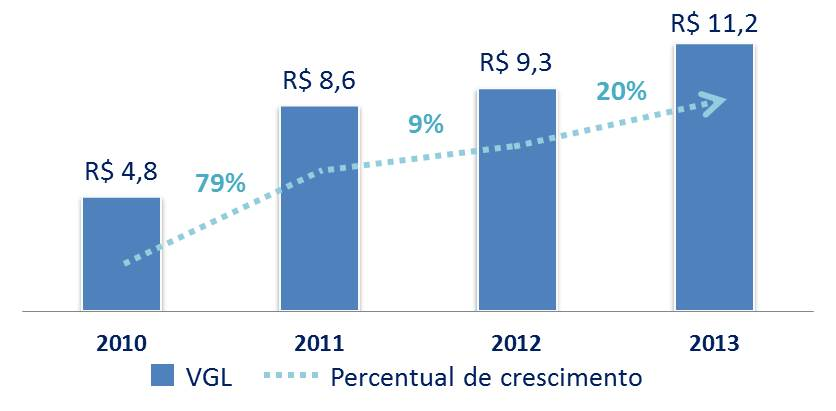 R$ 11,2
R$ 9,3
R$ 8,6
20%
9%
R$ 4,8
79%
2010 2011 2012 2013
VGL Percentual de crescimento